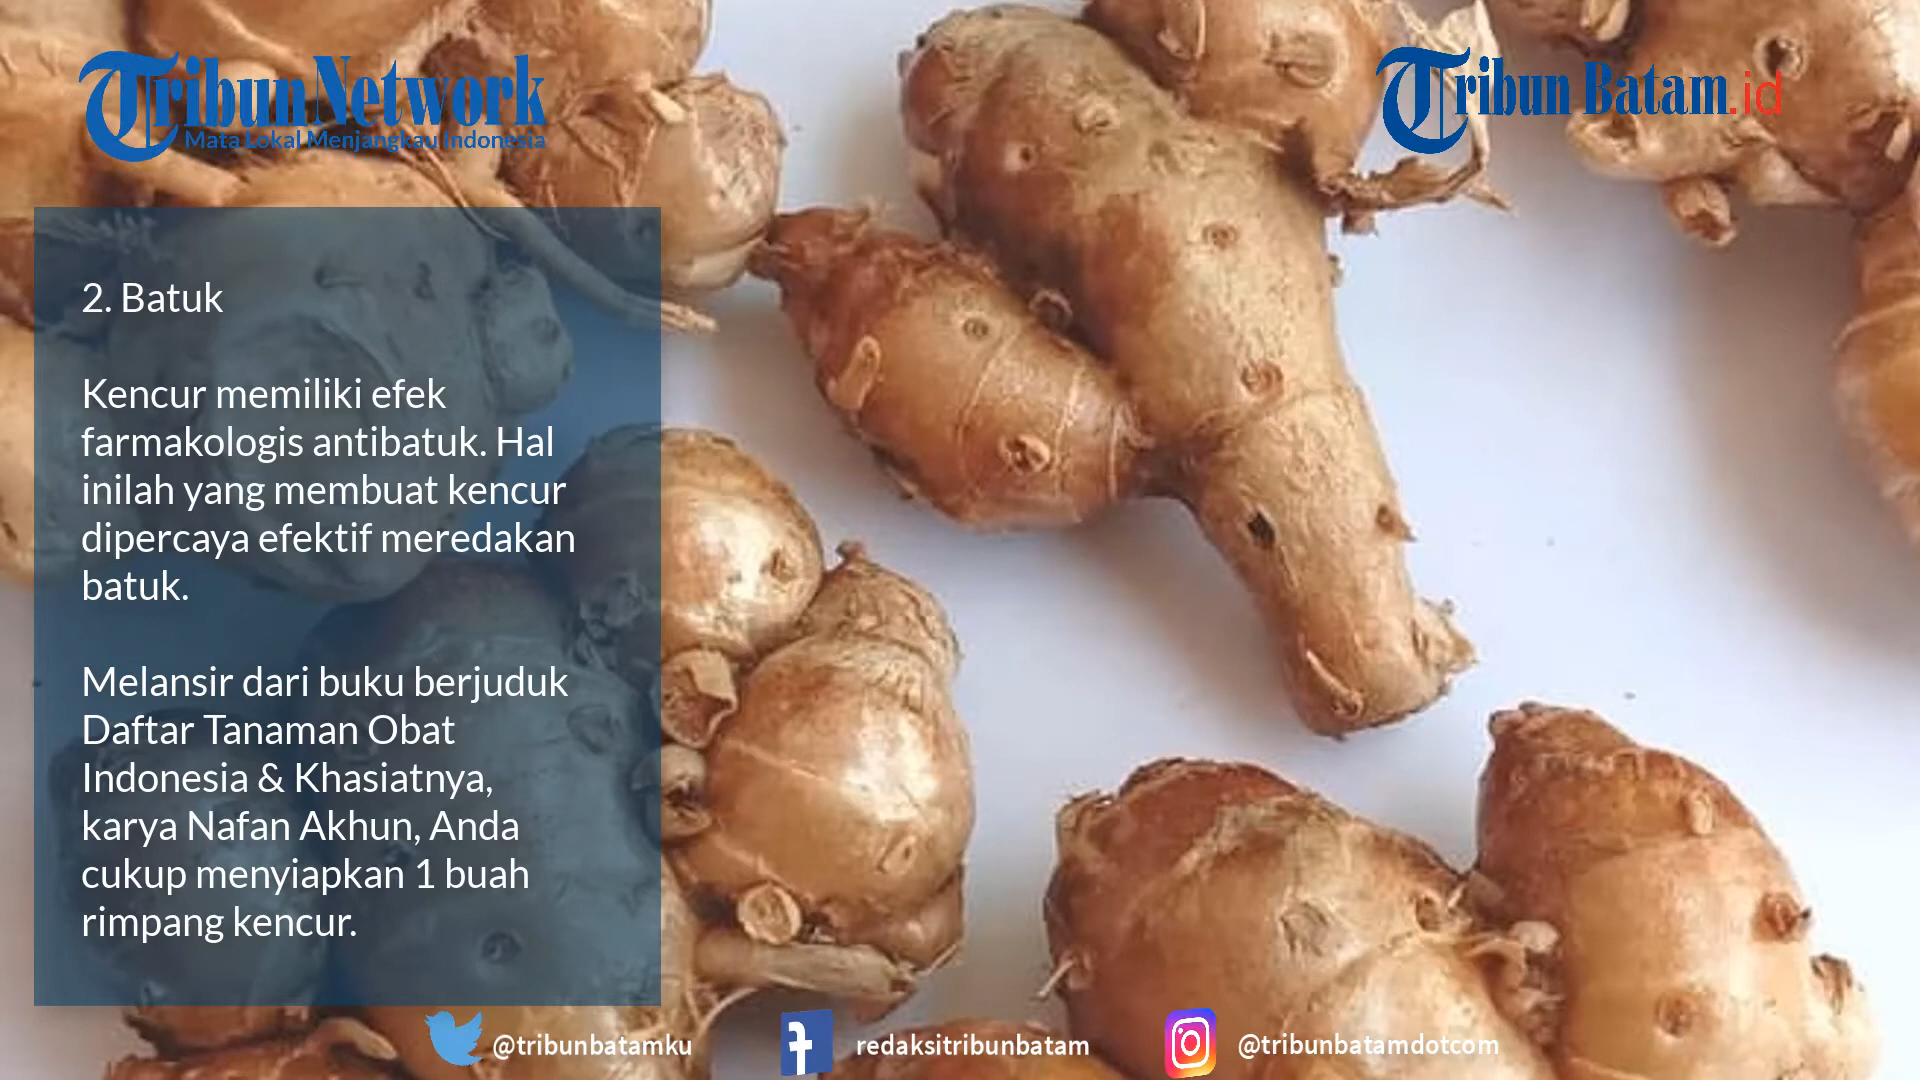 TribunNetwork
Mata Lokal Menjangkau Indonesia
Tribun Batam.id
2. Batuk
Kencur memiliki efek
farmakologis antibatuk. Hal
inilah yang membuat kencur
dipercaya efektif meredakan
batuk.
Melansir dari buku berjuduk
Daftar Tanaman Obat
Indonesia & Khasiatnya,
karya Nafan Akhun, Anda
cukup menyiapkan 1 buah
rimpang kencur.
@tribunbatamku
redaksitribunbatam
@tribunbatamdotcom